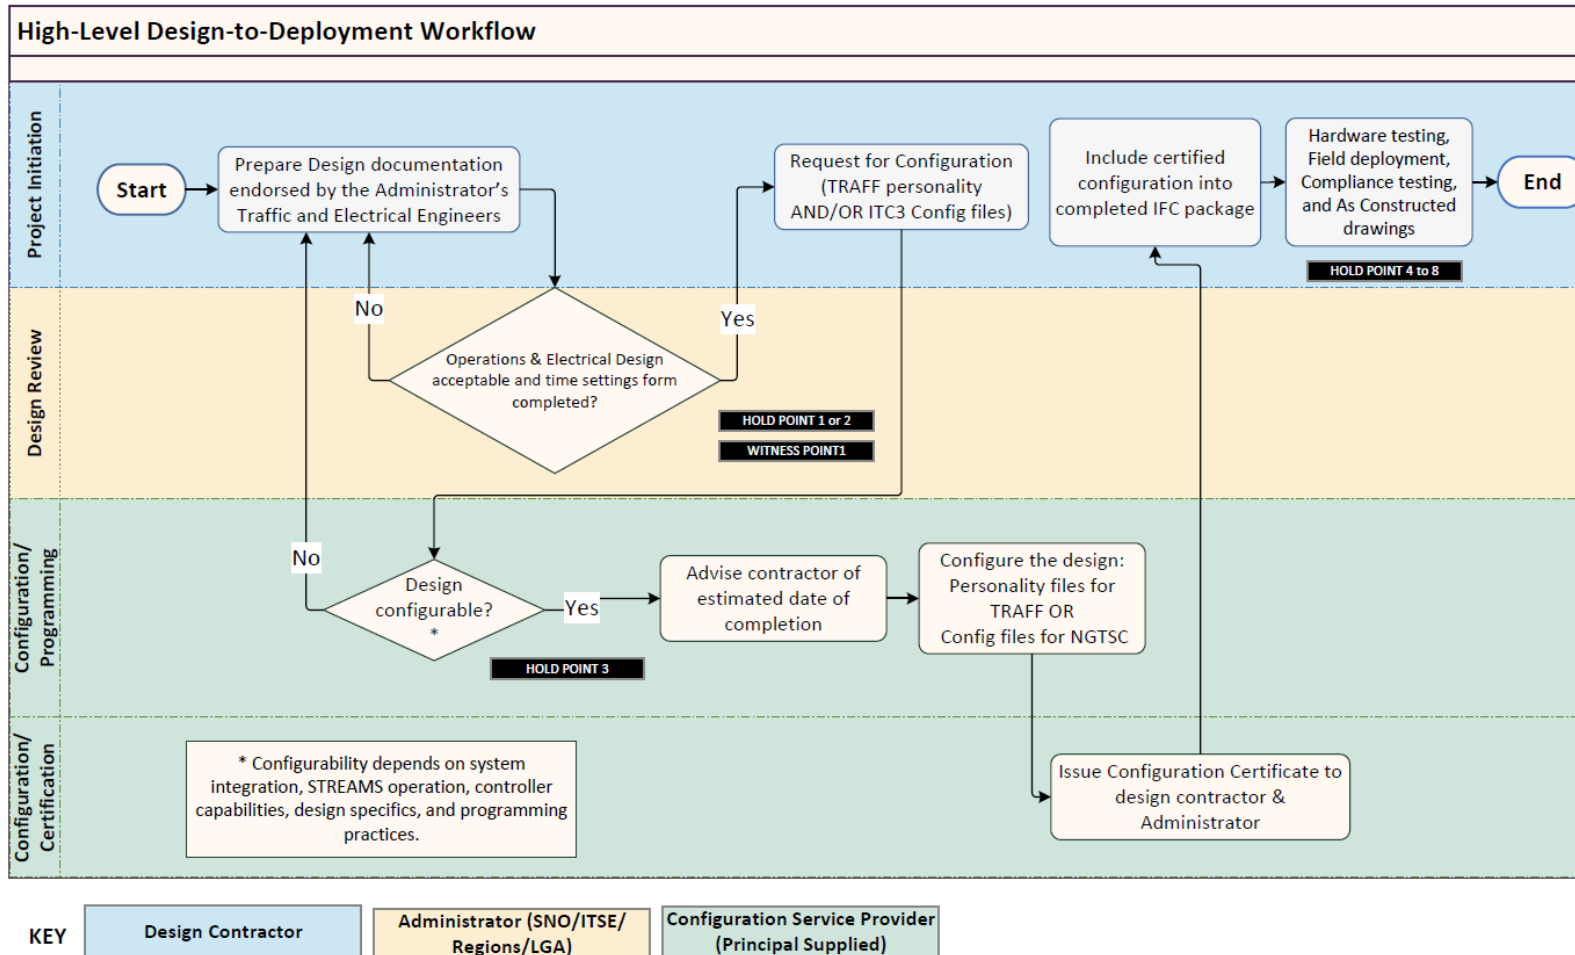 High-Level Design-to-Deployment Workflow
Project Initiation
Start
Prepare Design documentation
endorsed by the Administrator's
Traffic and Electrical Engineers
Request for Configuration
(TRAFF personality
AND/OR ITC3 Config files)
Include certified
configuration into
completed IFC package
Hardware testing,
Field deployment,
Compliance testing,
and As Constructed
drawings
End
HOLD POINT 4 to 8
Design Review
No
Yes
Operations & Electrical Design
acceptable and time settings form
completed?
HOLD POINT 1 or 2
WITNESS POINT1
Configuration/
Programming
No
Design
configurable?
*
Yes
Advise contractor of
estimated date of
completion
Configure the design:
Personality files for
TRAFF OR
Config files for NGTSC
HOLD POINT 3
Configuration/
Certification
* Configurability depends on system
integration, STREAMS operation, controller
capabilities, design specifics, and programming
practices.
Issue Configuration Certificate to
design contractor &
Administrator
KEY
Design Contractor
Administrator (SNO/ITSE/
Regions/LGA)
Configuration Service Provider
(Principal Supplied)